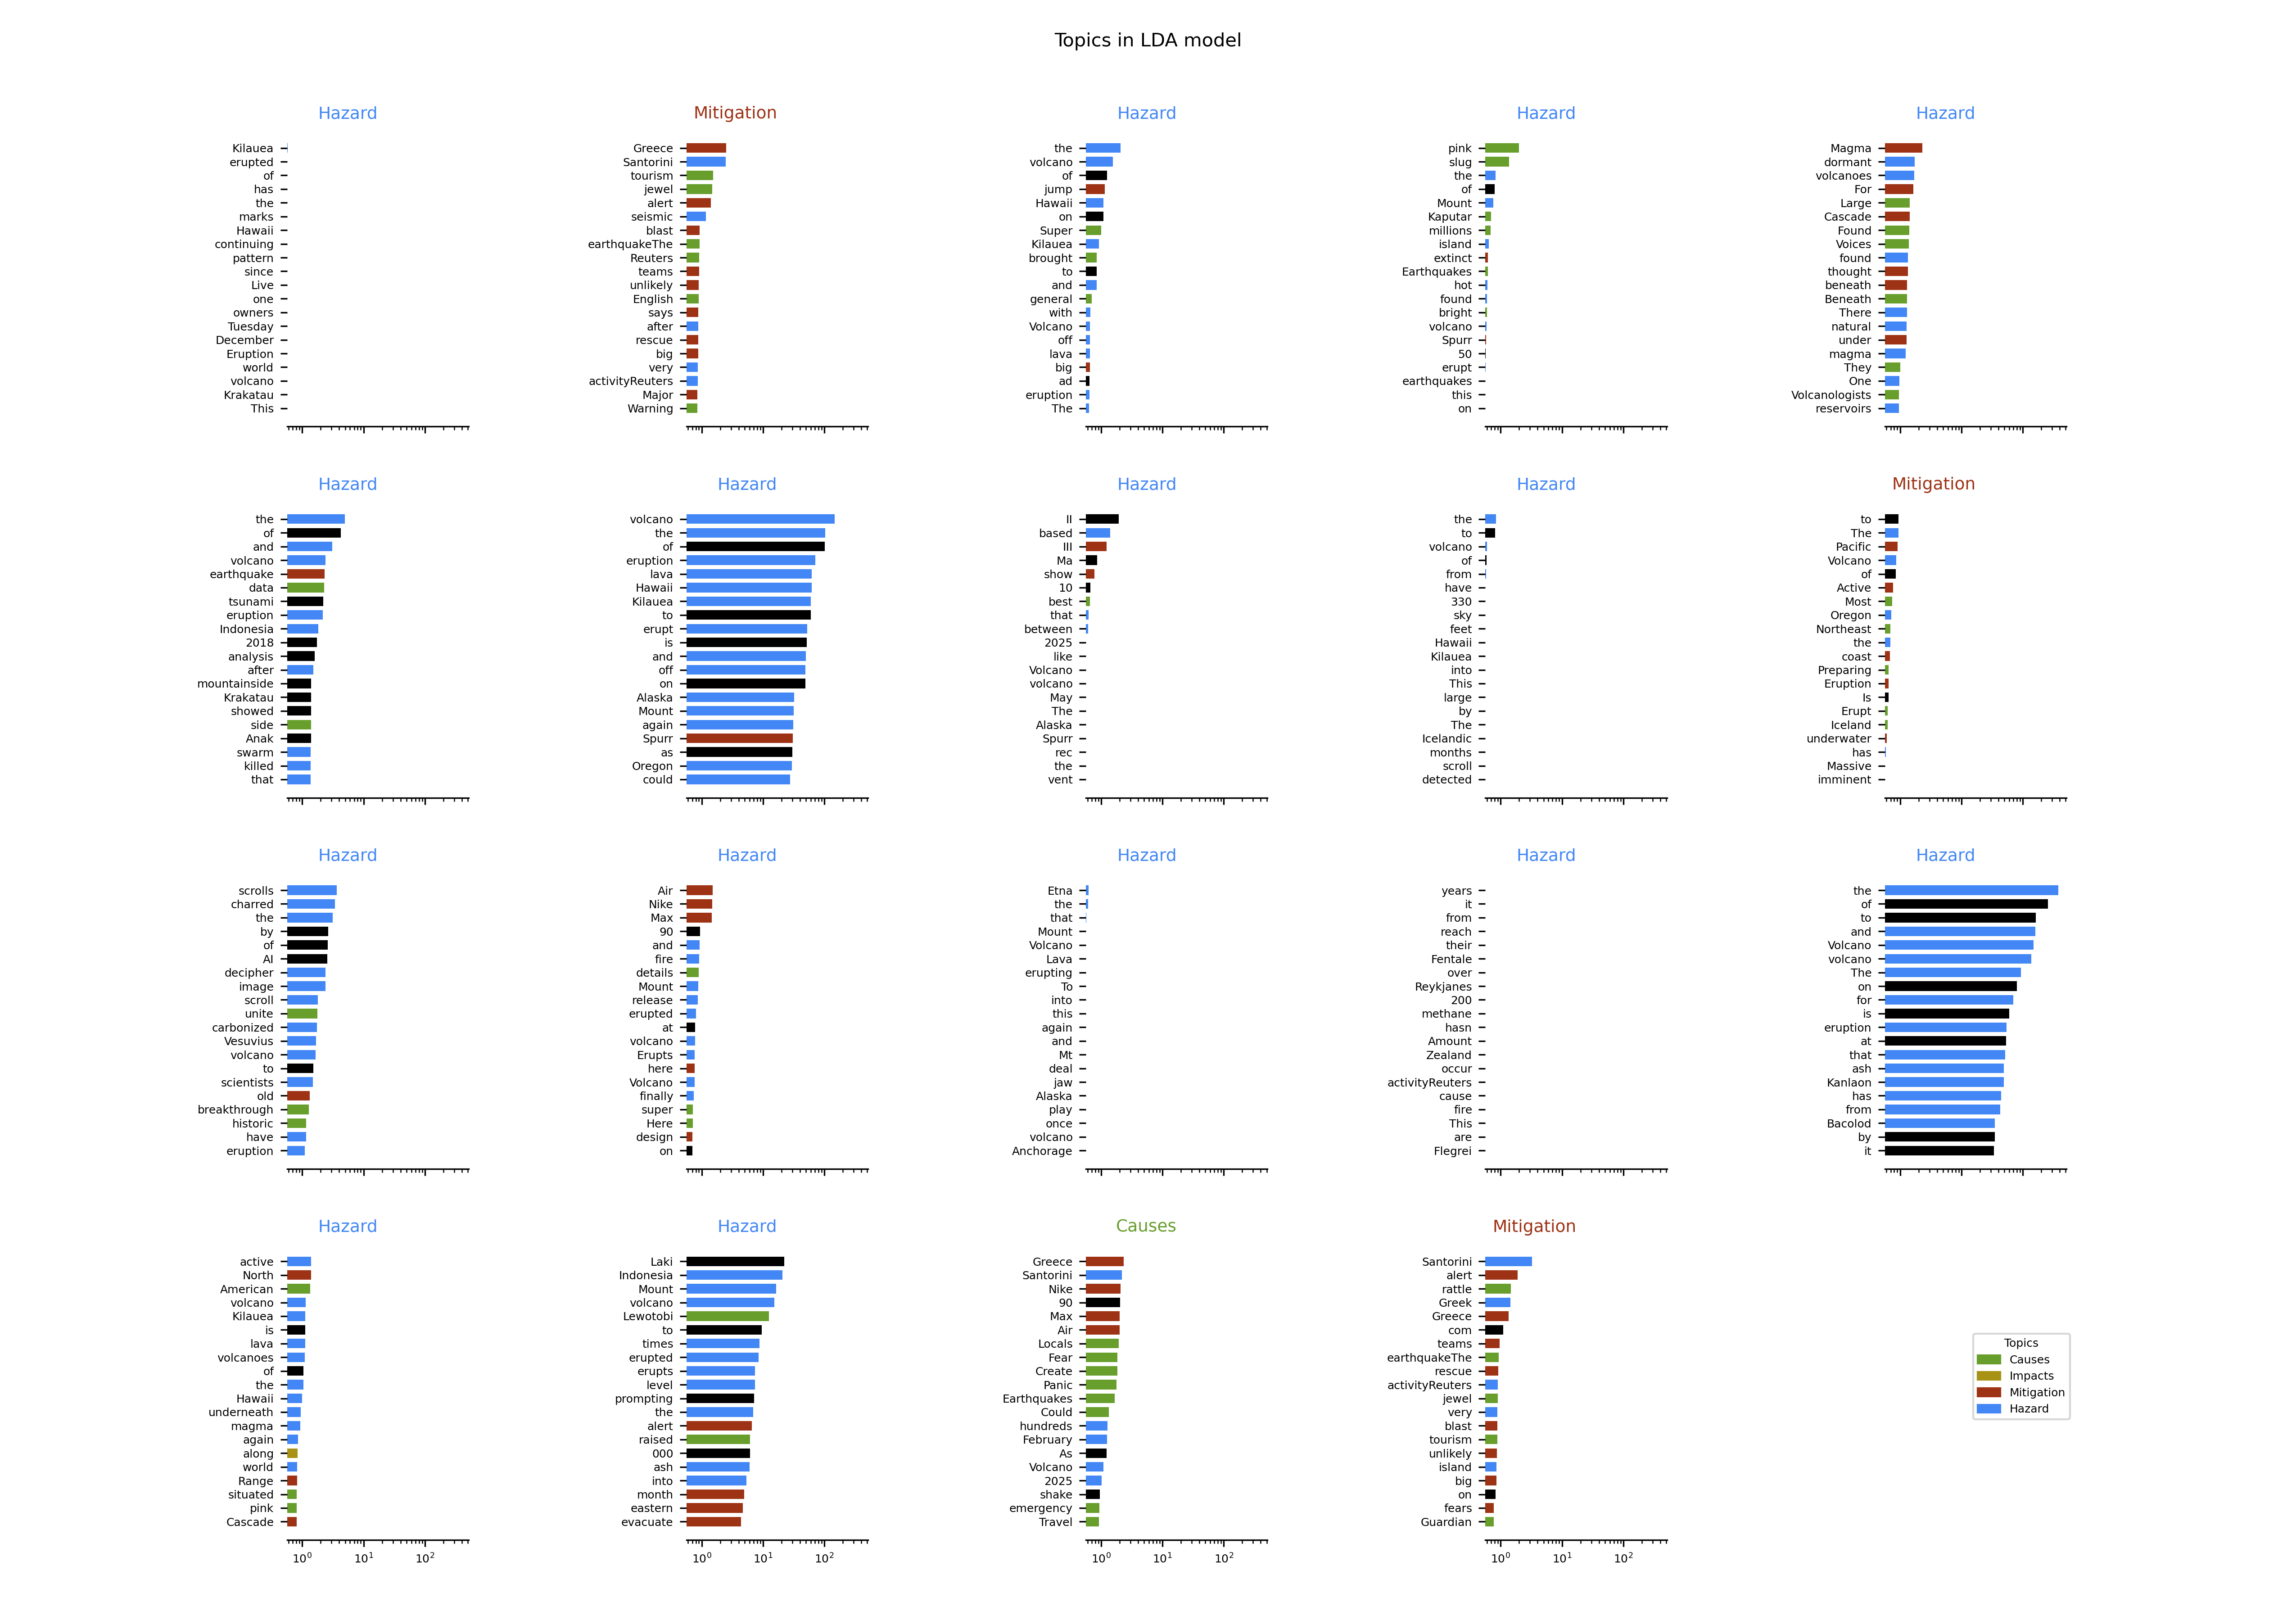 Topics in LDA model
Hazard
Kilauea
erupted
of
has
the
marks
Hawaii
continuing
pattern
since
Live
one
owners
Tuesday
December
Eruption
world
volcano
Krakatau
This
Mitigation
Greece
Santorini
tourism
jewel
alert
seismic
blast
earthquakeThe
Reuters
teams
unlikely
English
says
after
rescue
big
very
activityReuters
Major
Warning
Hazard
the
volcano
of
jump
Hawaii
on
Super
Kilauea
brought
to
and
general
with
Volcano
off
lava
big
ad
eruption
The
Hazard
pink
slug
the
of
Mount
Kaputar
millions
island
extinct
Earthquakes
hot
found
bright
volcano
Spurr
50
erupt
earthquakes
this
on
Hazard
Magma
dormant
volcanoes
For
Large
Cascade
Found
Voices
found
thought
beneath
Beneath
There
natural
under
magma
They
One
Volcanologists
reservoirs
Hazard
the
of
and
volcano
earthquake
data
tsunami
eruption
Indonesia
2018
analysis
after
mountainside
Krakatau
showed
side
Anak
swarm
killed
that
Hazard
volcano
the
of
eruption
lava
Hawaii
Kilauea
to
erupt
is
and
off
on
Alaska
Mount
again
Spurr
as
Oregon
could
Hazard
II
based
III
Ma
show
10
best
that
between
2025
like
Volcano
volcano
May
The
Alaska
Spurr
rec
the
vent
Hazard
the
to
volcano
of
from
have
330
sky
feet
Hawaii
Kilauea
into
This
large
by
The
Icelandic
months
scroll
detected
Mitigation
to
The
Pacific
Volcano
of
Active
Most
Oregon
Northeast
the
coast
Preparing
Eruption
Is
Erupt
Iceland
underwater
has
Massive
imminent
Hazard
scrolls
charred
the
by
of
AI
decipher
image
scroll
unite
carbonized
Vesuvius
volcano
to
scientists
old
breakthrough
historic
have
eruption
Hazard
Air
Nike
Max
90
and
fire
details
Mount
release
erupted
at
volcano
Erupts
here
Volcano
finally
super
Here
design
on
Hazard
Etna
the
that
Mount
Volcano
Lava
erupting
To
into
this
again
and
Mt
deal
jaw
Alaska
play
once
volcano
Anchorage
Hazard
years
it
from
reach
their
Fentale
over
Reykjanes
200
methane
hasn
Amount
Zealand
occur
activityReuters
cause
fire
This
are
Flegrei
Hazard
the
of
to
and
Volcano
volcano
The
on
for
is
eruption
at
that
ash
Kanlaon
has
from
Bacolod
by
it
Hazard
active
North
American
volcano
Kilauea
is
lava
volcanoes
of
the
Hawaii
underneath
magma
again
along
world
Range
situated
pink
Cascade
10⁰ 10¹ 10²
Hazard
Laki
Indonesia
Mount
volcano
Lewotobi
to
times
erupted
erupts
level
prompting
the
alert
raised
000
ash
into
month
eastern
evacuate
10⁰ 10¹ 10²
Causes
Greece
Santorini
Nike
90
Max
Air
Locals
Fear
Create
Panic
Earthquakes
Could
hundreds
February
As
Volcano
2025
shake
emergency
Travel
10⁰ 10¹ 10²
Mitigation
Santorini
alert
rattle
Greek
Greece
com
teams
earthquakeThe
rescue
activityReuters
jewel
very
blast
tourism
unlikely
island
big
on
fears
Guardian
10⁰ 10¹ 10²
Topics
Causes
Impacts
Mitigation
Hazard